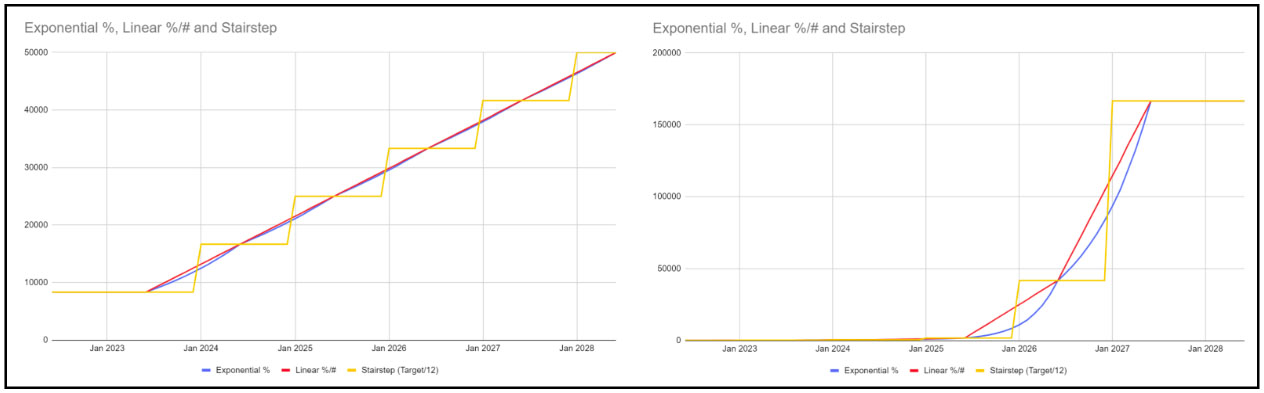 Exponential %, Linear %/# and Stairstep
50000
40000
30000
20000
10000
0
Jan 2023 Jan 2024 Jan 2025 Jan 2026 Jan 2027 Jan 2028
Exponential % Linear %/# Stairstep (Target/12)
Exponential %, Linear %/# and Stairstep
200000
150000
100000
50000
0
Jan 2023 Jan 2024 Jan 2025 Jan 2026 Jan 2027 Jan 2028
Exponential % Linear %/# Stairstep (Target/12)